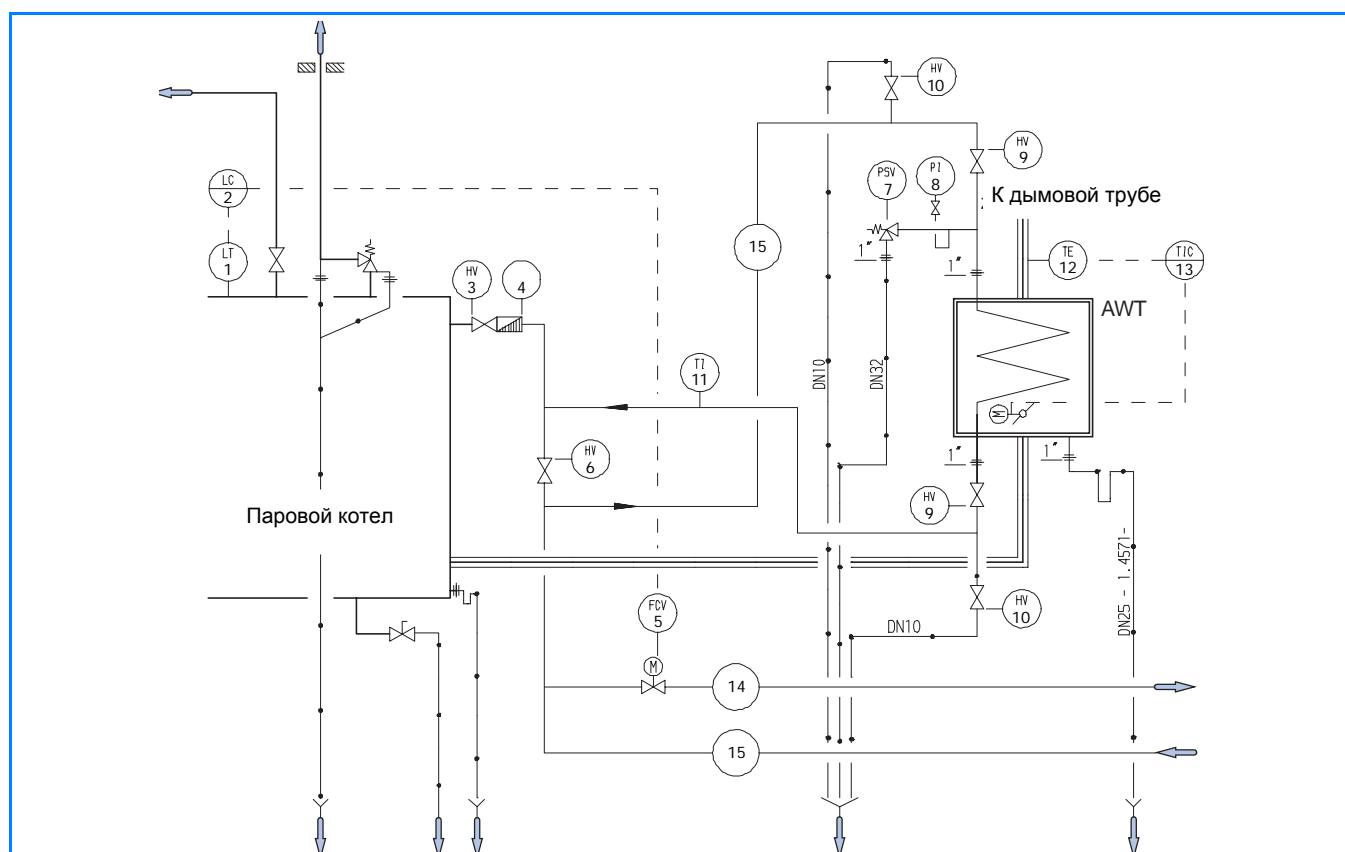 HV
10
HV
9
LC
2
PSV
7
PI
8
К дымовой трубе
LT
1
15
1"
1"
TE
12
TIC
13
HV
3
4
AWT
TI
11
DN10
DN32
M
HV
6
1"
1"
HV
9
Паровой котел
DN25 - 1.4571-
FCV
5
HV
10
DN10
M
14
15